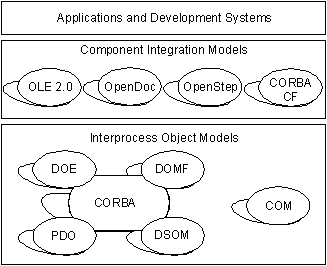 Applications and Development Systems
Component Integration Models
OLE 2.0
OpenDoc
OpenStep
CORBA
CF
Interprocess Object Models
DOE
DOMF
CORBA
COM
PDO
DSOM